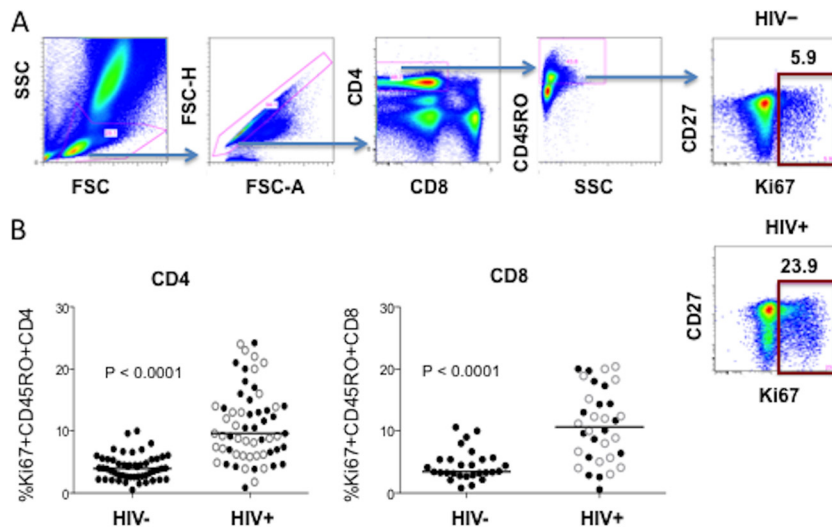 A
SSC
FSC
FSC-H
FSC-A
CD4
CD8
CD45RO
SSC
HIV−
5.9
CD27
Ki67
HIV+
23.9
CD27
Ki67
B
CD4
%Ki67+CD45RO+CD4
30
20
10
0
P < 0.0001
HIV-
HIV+
CD8
%Ki67+CD45RO+CD8
30
20
10
0
P < 0.0001
HIV-
HIV+